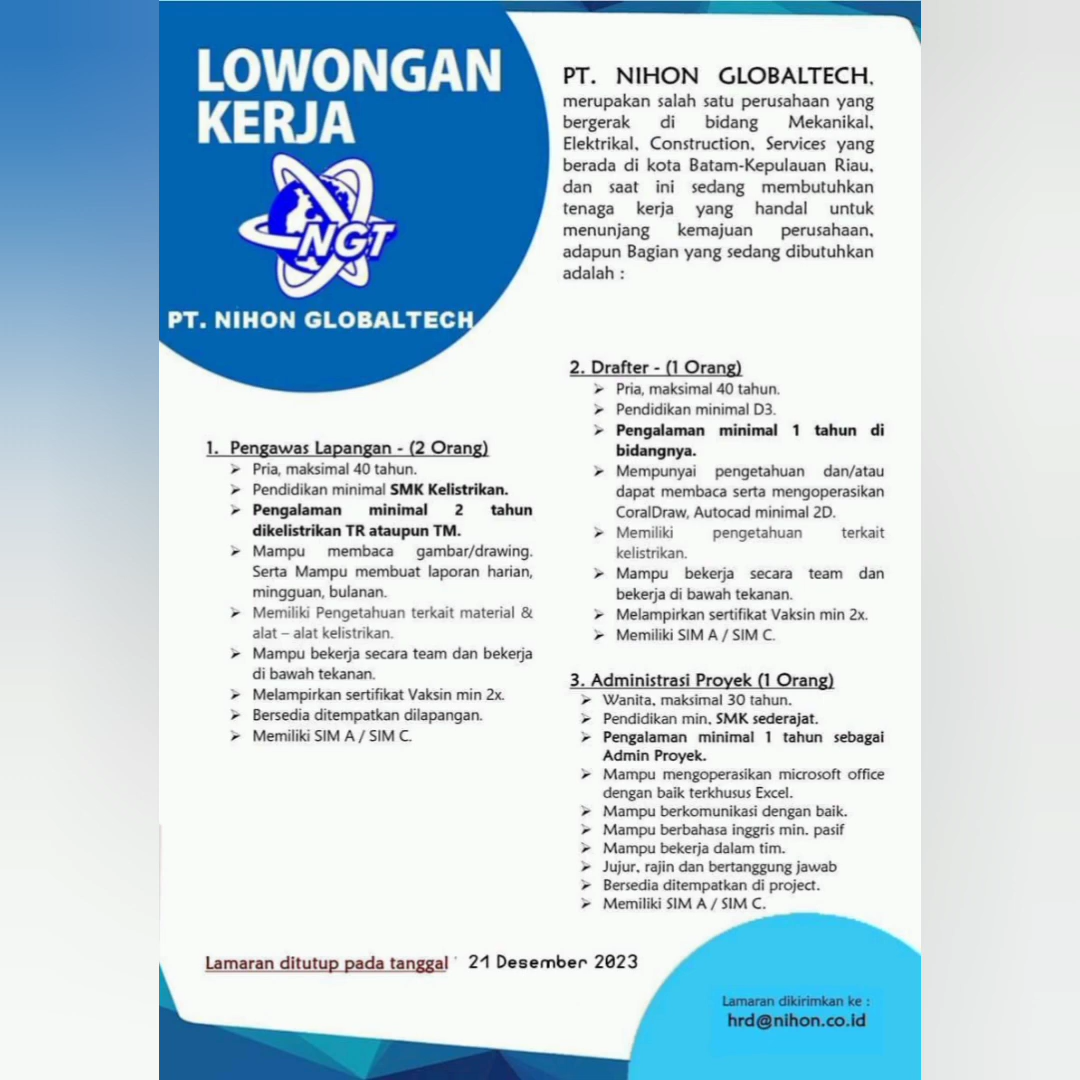 LOWONGAN
KERJA
NGT
PT. NIHON GLOBALTECH
PT. NIHON GLOBALTECH,
merupakan salah satu perusahaan yang
bergerak di bidang Mekanikal,
Elektrikal, Construction, Services yang
berada di kota Batam-Kepulauan Riau,
dan saat ini sedang membutuhkan
tenaga kerja yang handal untuk
menunjang kemajuan perusahaan,
adapun Bagian yang sedang dibutuhkan
adalah :
1. Pengawas Lapangan - (2 Orang)
➢ Pria, maksimal 40 tahun.
➢ Pendidikan minimal SMK Kelistrikan.
➢ Pengalaman minimal 2 tahun
dikelistrikan TR ataupun TM.
➢ Mampu membaca gambar/drawing.
Serta Mampu membuat laporan harian,
mingguan, bulanan.
➢ Memiliki Pengetahuan terkait material &
alat – alat kelistrikan.
➢ Mampu bekerja secara team dan bekerja
di bawah tekanan.
➢ Melampirkan sertifikat Vaksin min 2x.
➢ Bersedia ditempatkan dilapangan.
➢ Memiliki SIM A / SIM C.
2. Drafter - (1 Orang)
➢ Pria, maksimal 40 tahun.
➢ Pendidikan minimal D3.
➢ Pengalaman minimal 1 tahun di
bidangnya.
➢ Mempunyai pengetahuan dan/atau
dapat membaca serta mengoperasikan
CoralDraw, Autocad minimal 2D.
➢ Memiliki pengetahuan terkait
kelistrikan.
➢ Mampu bekerja secara team dan
bekerja di bawah tekanan.
➢ Melampirkan sertifikat Vaksin min 2x.
➢ Memiliki SIM A / SIM C.
3. Administrasi Proyek (1 Orang)
➢ Wanita, maksimal 30 tahun.
➢ Pendidikan min, SMK sederajat.
➢ Pengalaman minimal 1 tahun sebagai
Admin Proyek.
➢ Mampu mengoperasikan microsoft office
dengan baik terkhusus Excel.
➢ Mampu berkomunikasi dengan baik.
➢ Mampu berbahasa inggris min. pasif
➢ Mampu bekerja dalam tim.
➢ Jujur, rajin dan bertanggung jawab
➢ Bersedia ditempatkan di project.
➢ Memiliki SIM A / SIM C.
Lamaran ditutup pada tanggal 21 Desember 2023
Lamaran dikirimkan ke :
hrd@nihon.co.id